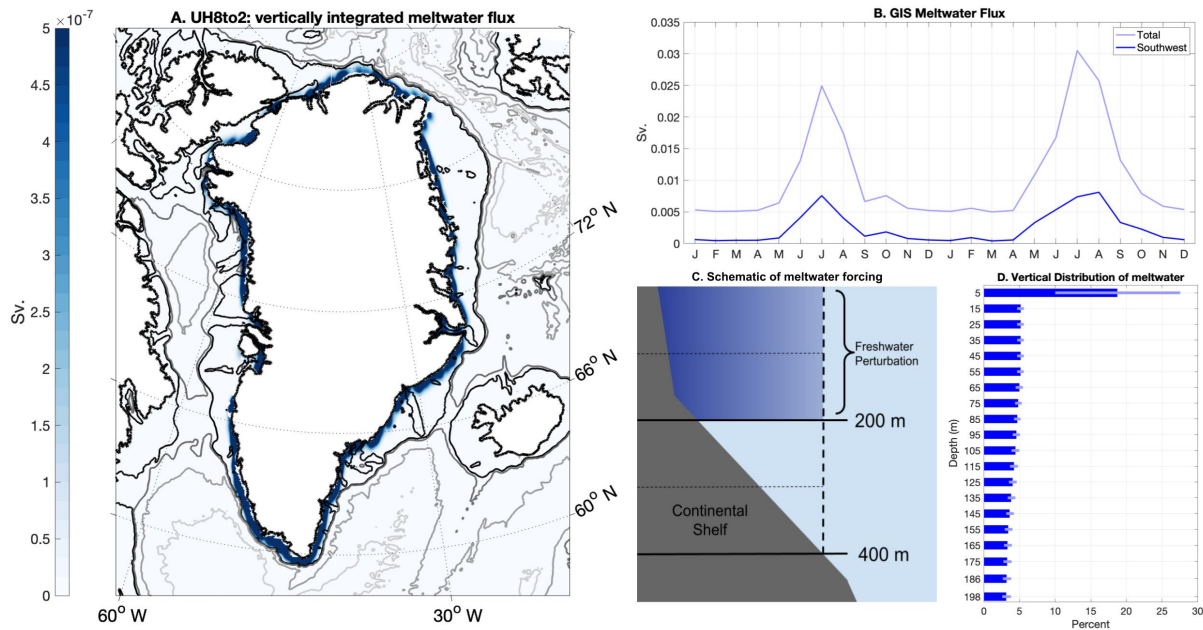 A. UH8to2: vertically integrated meltwater flux
×10⁻⁷
5
4.5
4
3.5
3
2.5
2
1.5
1
0.5
0
Sv.
72° N
66° N
60° N
60° W
30° W
B. GIS Meltwater Flux
0.035
0.03
0.025
0.02
0.015
0.01
0.005
0
Sv.
Total
Southwest
J F M A M J J A S O N D J F M A M J J A S O N D
C. Schematic of meltwater forcing
Freshwater
Perturbation
200 m
Continental
Shelf
400 m
D. Vertical Distribution of meltwater
Depth (m)
5
15
25
35
45
55
65
75
85
95
105
115
125
135
145
155
165
175
186
198
0 5 10 15 20 25 30
Percent